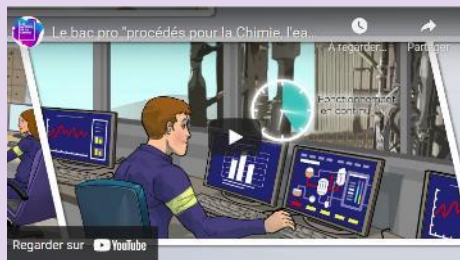 Le bac pro "procédés pour la Chimie, l'ea...
À regarder...
Partager
Fonctionnement
en continu
Regarder sur YouTube